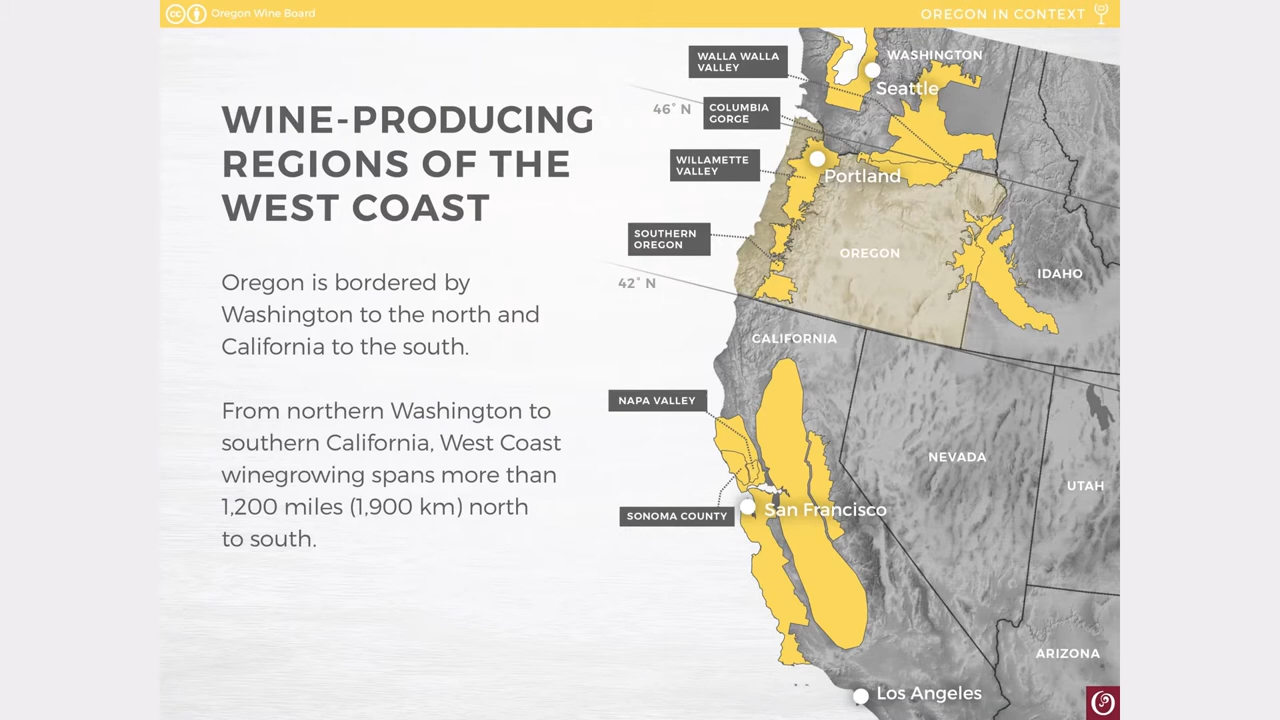 Oregon Wine Board
OREGON IN CONTEXT
WINE-PRODUCING
REGIONS OF THE
WEST COAST
Oregon is bordered by
Washington to the north and
California to the south.
From northern Washington to
southern California, West Coast
winegrowing spans more than
1,200 miles (1,900 km) north
to south.
WALLA WALLA
VALLEY
WASHINGTON
Seattle
46° N
COLUMBIA
GORGE
WILLAMETTE
VALLEY
Portland
SOUTHERN
OREGON
OREGON
IDAHO
42° N
CALIFORNIA
NAPA VALLEY
NEVADA
UTAH
SONOMA COUNTY
San Francisco
ARIZONA
Los Angeles